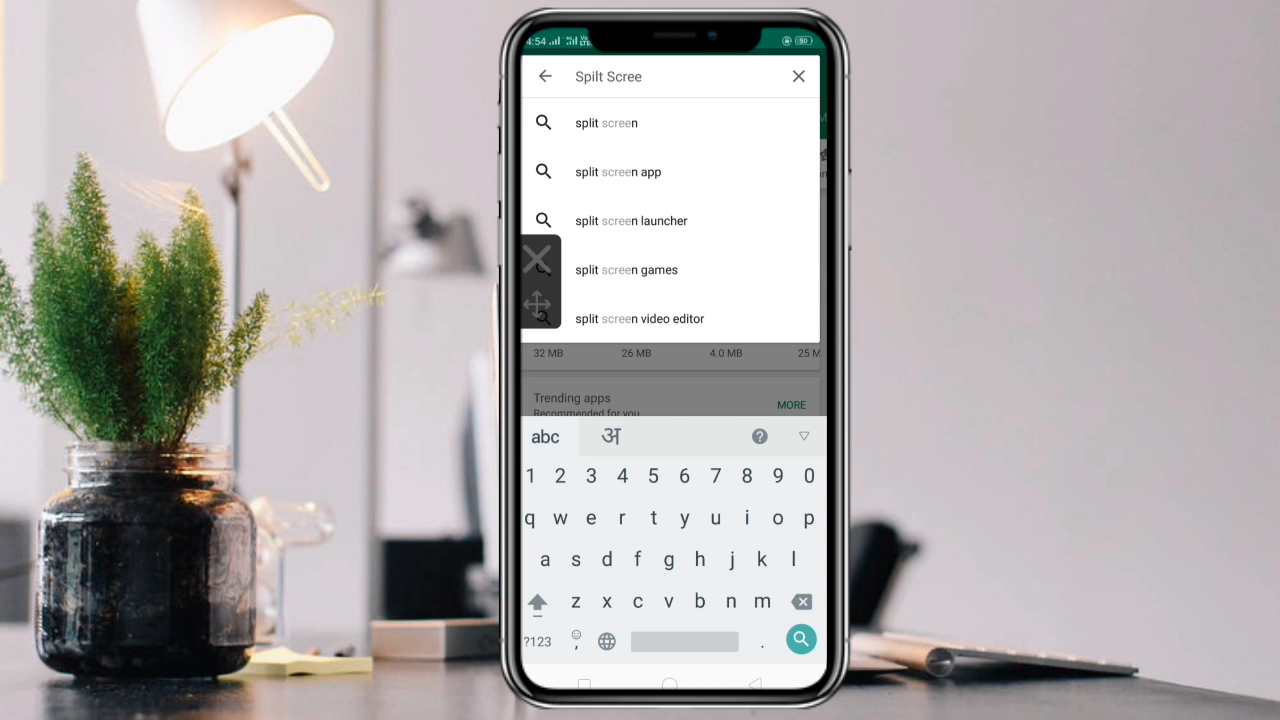 4:54
50
Spilt Scree
split screen
split screen app
split screen launcher
split screen games
split screen video editor
32 MB 26 MB 4.0 MB 25 M
Trending apps
Recommended for you
MORE
abc अ
1 2 3 4 5 6 7 8 9 0
q w e r t y u i o p
a s d f g h j k l
z x c v b n m
?123 , .